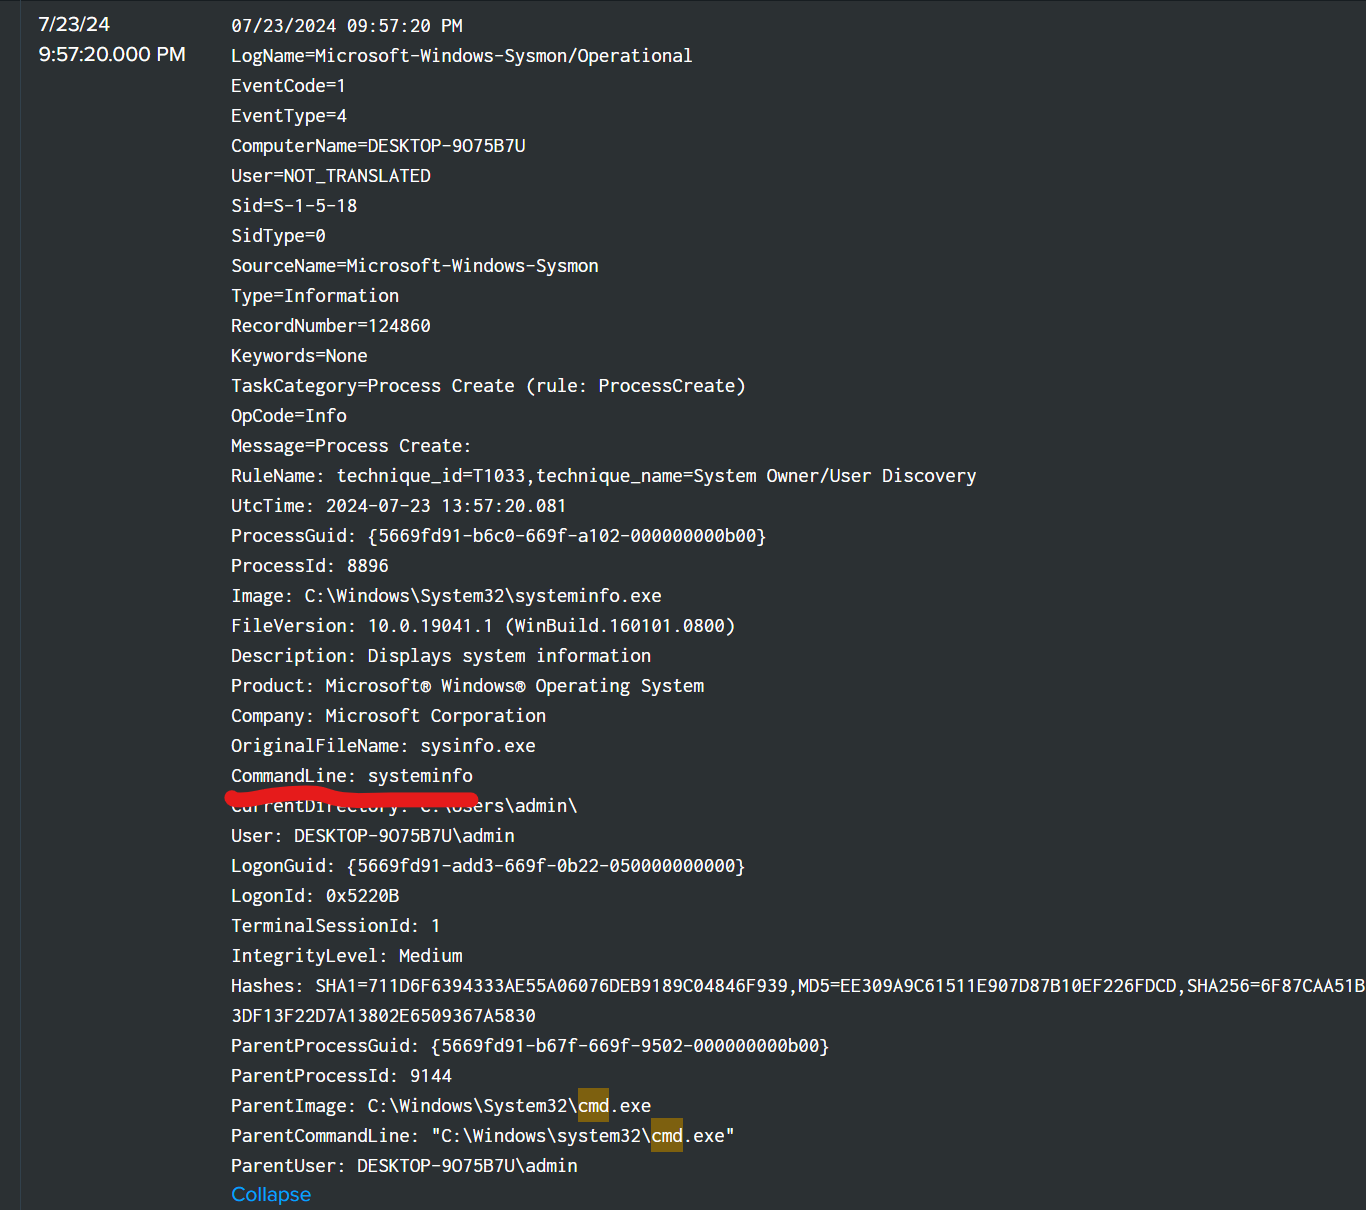 7/23/24
9:57:20.000 PM
07/23/2024 09:57:20 PM
LogName=Microsoft-Windows-Sysmon/Operational
EventCode=1
EventType=4
ComputerName=DESKTOP-9O75B7U
User=NOT_TRANSLATED
Sid=S-1-5-18
SidType=0
SourceName=Microsoft-Windows-Sysmon
Type=Information
RecordNumber=124860
Keywords=None
TaskCategory=Process Create (rule: ProcessCreate)
OpCode=Info
Message=Process Create:
RuleName: technique_id=T1033,technique_name=System Owner/User Discovery
UtcTime: 2024-07-23 13:57:20.081
ProcessGuid: {5669fd91-b6c0-669f-a102-000000000b00}
ProcessId: 8896
Image: C:\Windows\System32\systeminfo.exe
FileVersion: 10.0.19041.1 (WinBuild.160101.0800)
Description: Displays system information
Product: Microsoft® Windows® Operating System
Company: Microsoft Corporation
OriginalFileName: sysinfo.exe
CommandLine: systeminfo
CurrentDirectory: C:\Users\admin\
User: DESKTOP-9O75B7U\admin
LogonGuid: {5669fd91-add3-669f-0b22-050000000000}
LogonId: 0x5220B
TerminalSessionId: 1
IntegrityLevel: Medium
Hashes: SHA1=711D6F6394333AE55A06076DEB9189C04846F939,MD5=EE309A9C61511E907D87B10EF226FDCD,SHA256=6F87CAA51B
3DF13F22D7A13802E6509367A5830
ParentProcessGuid: {5669fd91-b67f-669f-9502-000000000b00}
ParentProcessId: 9144
ParentImage: C:\Windows\System32\cmd.exe
ParentCommandLine: "C:\Windows\system32\cmd.exe"
ParentUser: DESKTOP-9O75B7U\admin
Collapse